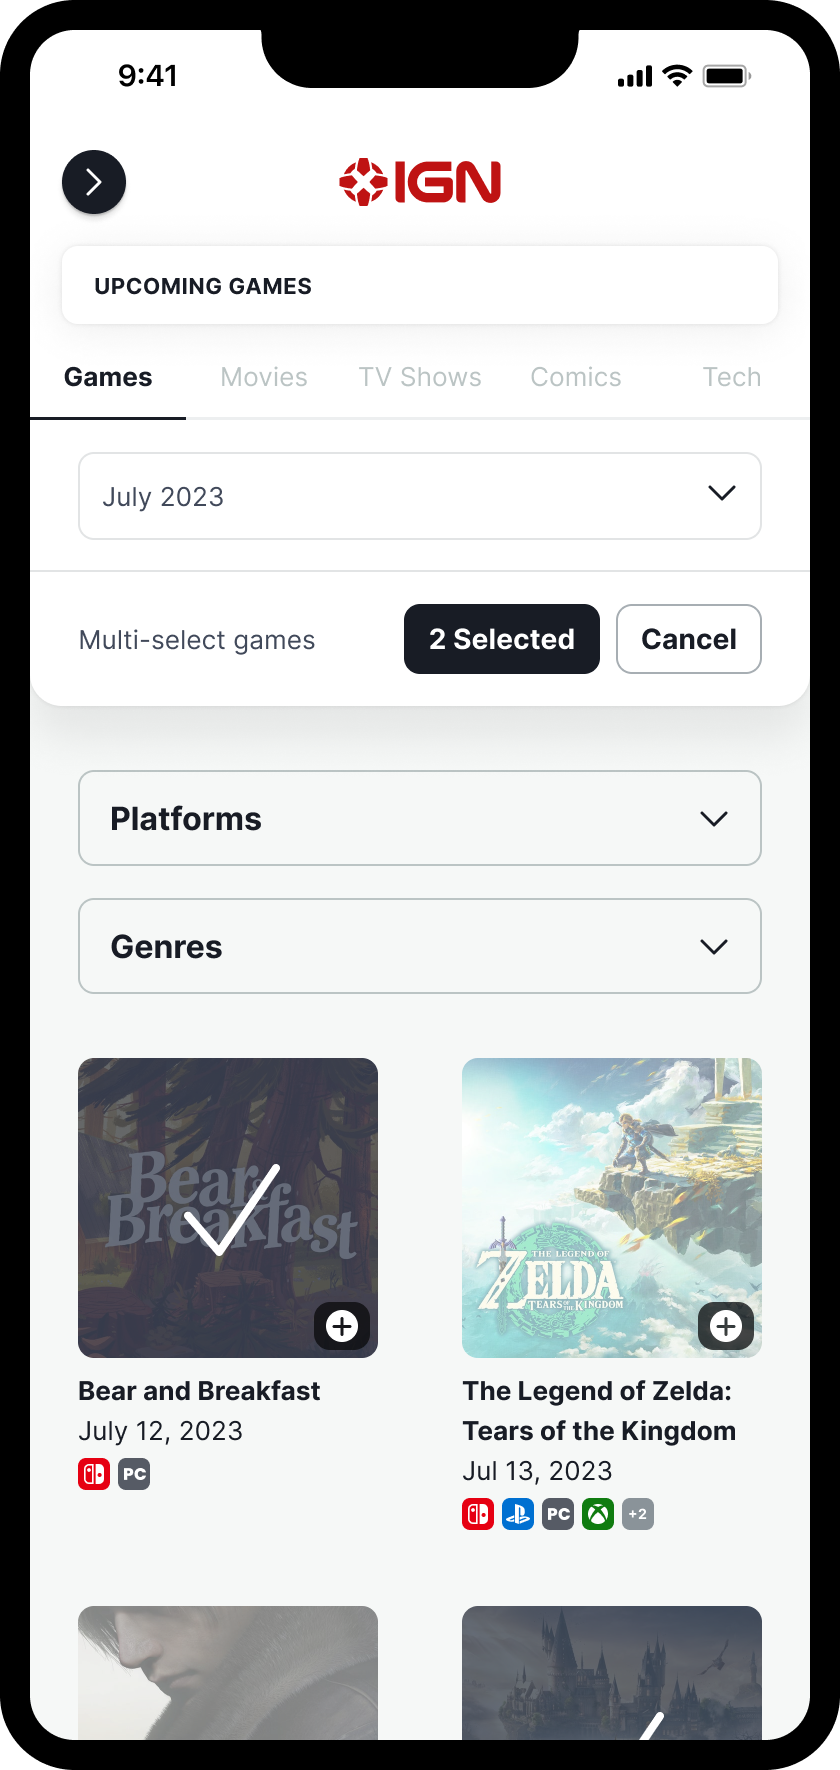 9:41
IGN
UPCOMING GAMES
Games Movies TV Shows Comics Tech
July 2023
Multi-select games 2 Selected Cancel
Platforms
Genres
Bear &
Breakfast
THE LEGEND OF
ZELDA
TEARS OF THE KINGDOM
Bear and Breakfast
July 12, 2023
PC
The Legend of Zelda:
Tears of the Kingdom
Jul 13, 2023
PC +2